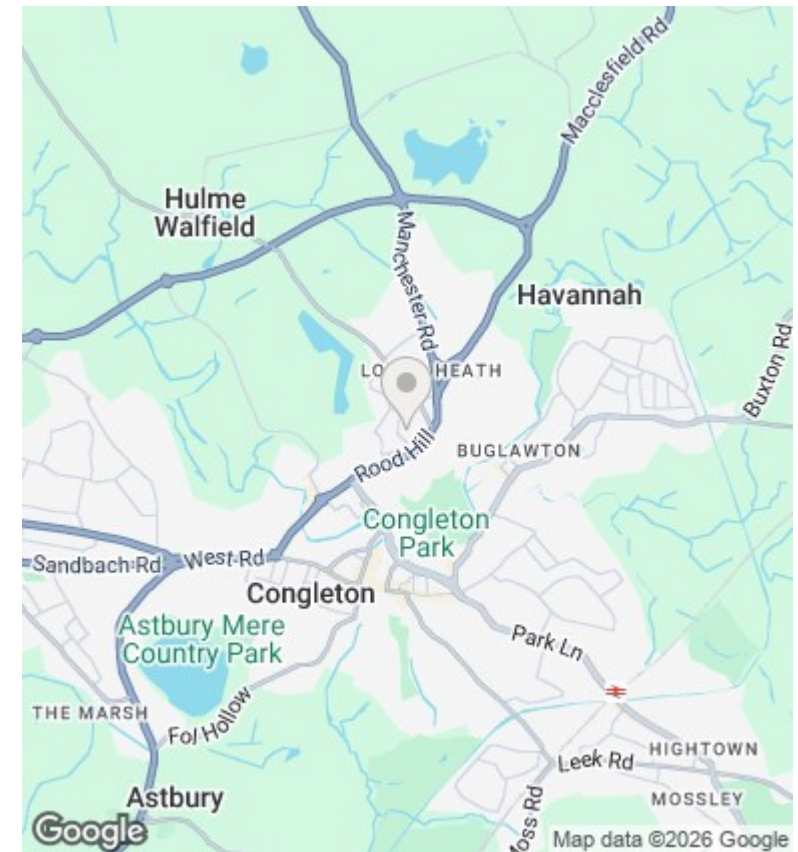 Macclesfield Rd
Hulme
Walfield
Manchester Rd
Havannah
HEATH
Buxton Rd
Rood Hill
BUGLAWTON
Congleton
Park
Sandbach Rd
West Rd
Congleton
Astbury Mere
Country Park
Park Ln
THE MARSH
Fol Hollow
HIGHTOWN
Leek Rd
MOSSLEY
Astbury
Moss Rd
Google
Map data ©2026 Google